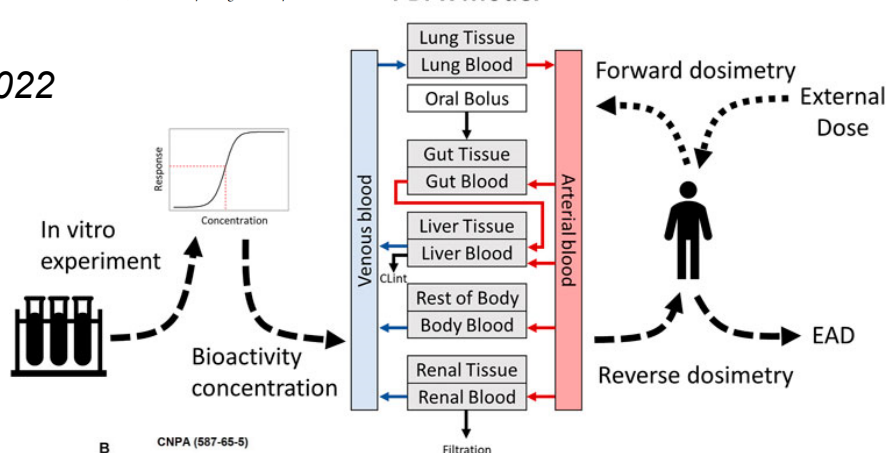 022
Lung Tissue
Lung Blood
Oral Bolus
Gut Tissue
Gut Blood
Liver Tissue
Liver Blood
CLint
Rest of Body
Body Blood
Renal Tissue
Renal Blood
Filtration
Venous blood
Arterial blood
Response
Concentration
In vitro
experiment
Bioactivity
concentration
Forward dosimetry
External
Dose
EAD
Reverse dosimetry
B
CNPA (587-65-5)